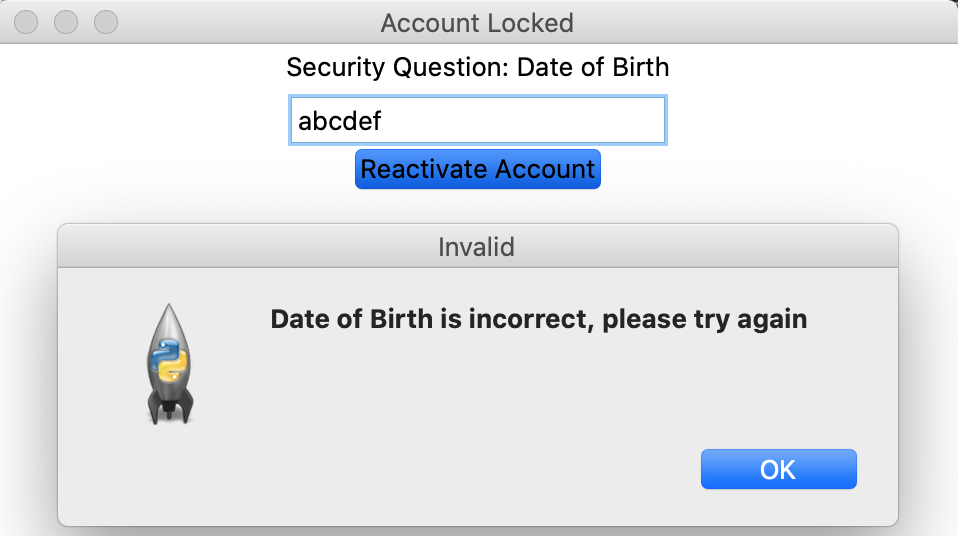 Account Locked
Security Question: Date of Birth
abcdef
Reactivate Account
Invalid
Date of Birth is incorrect, please try again
OK